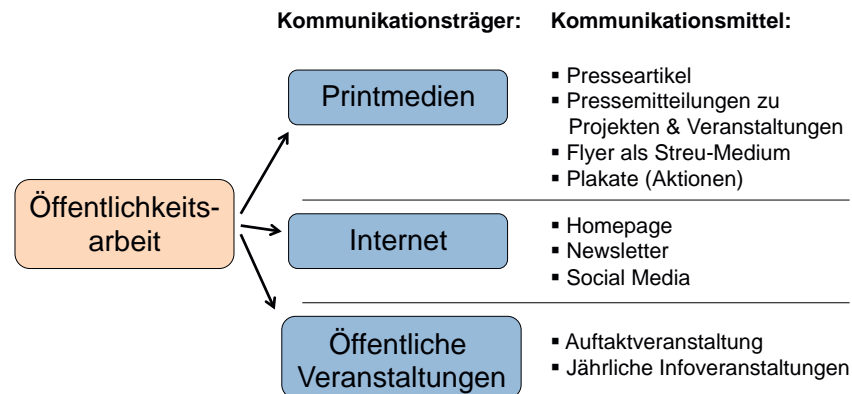 Kommunikationsträger: Kommunikationsmittel:
Öffentlichkeits-
arbeit
Printmedien
▪ Presseartikel
▪ Pressemitteilungen zu
Projekten & Veranstaltungen
▪ Flyer als Streu-Medium
▪ Plakate (Aktionen)
Internet
▪ Homepage
▪ Newsletter
▪ Social Media
Öffentliche
Veranstaltungen
▪ Auftaktveranstaltung
▪ Jährliche Infoveranstaltungen